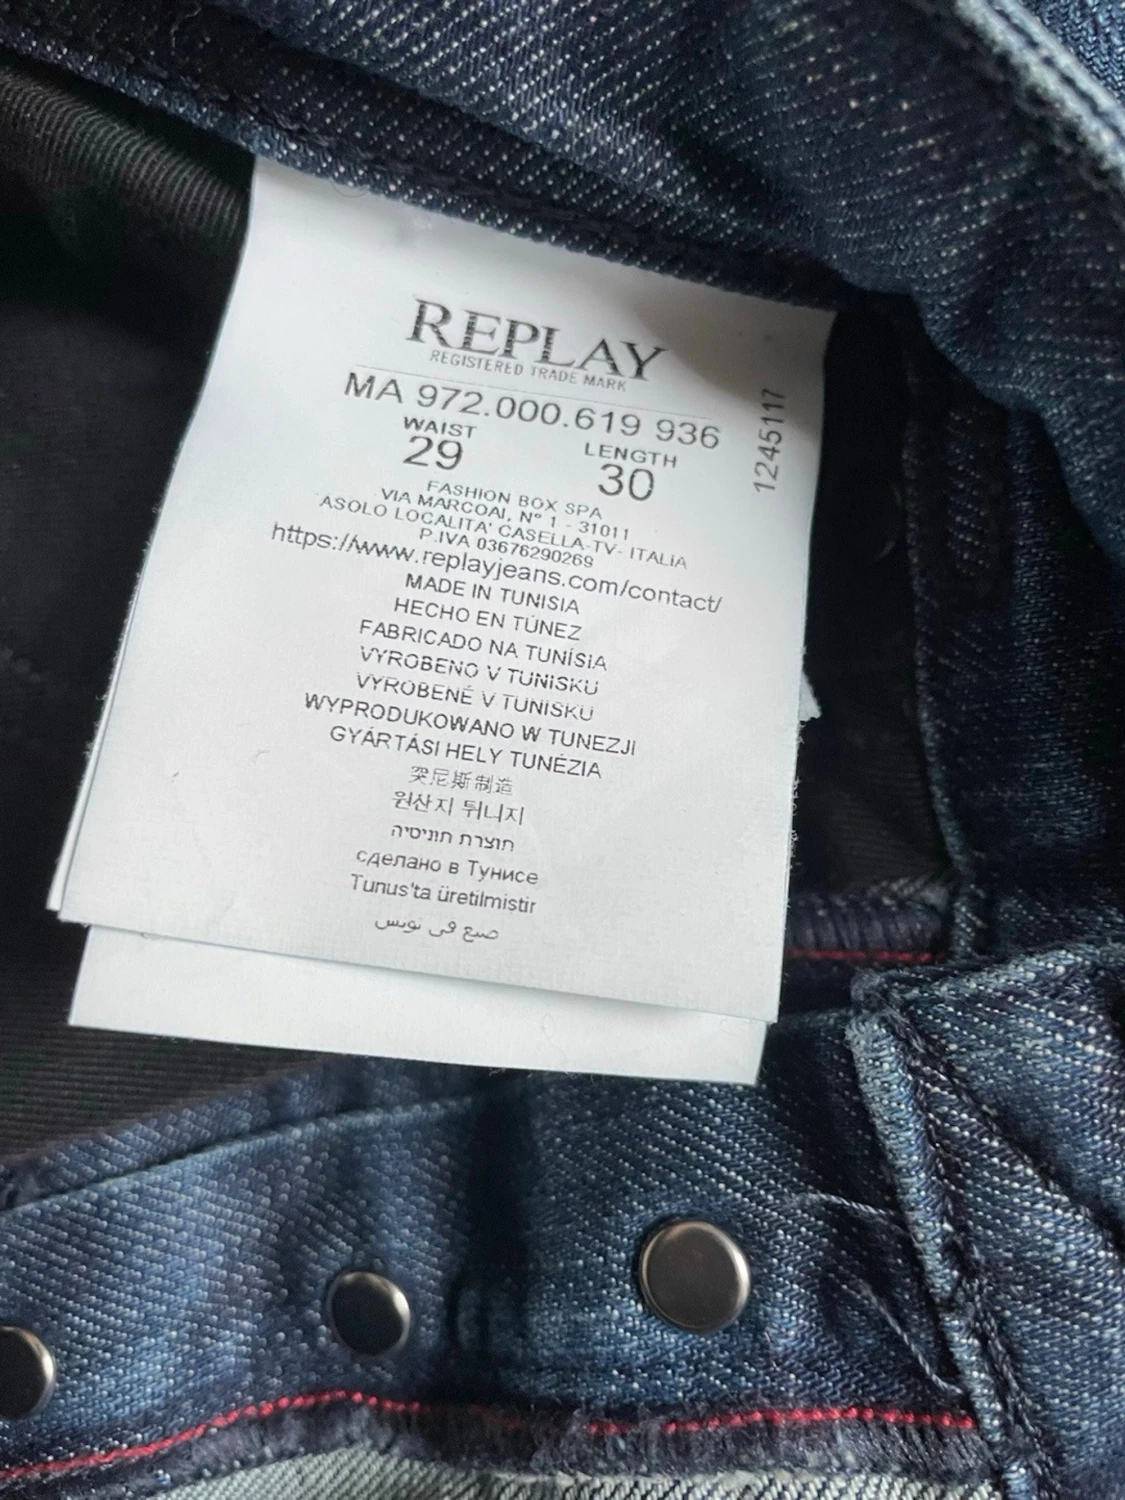 REPLAY
REGISTERED TRADE MARK
MA 972.000.619 936
WAIST
29
LENGTH
30
1245117
FASHION BOX SPA
VIA MARCOAI, N° 1 - 31011
ASOLO LOCALITA' CASELLA-TV- ITALIA
P.IVA 03676290269
https://www.replayjeans.com/contact/
MADE IN TUNISIA
HECHO EN TÚNEZ
FABRICADO NA TUNÍSIA
VYROBENO V TUNISKU
VYROBENÉ V TUNISKU
WYPRODUKOWANO W TUNEZJI
GYÁRTÁSI HELY TUNÉZIA
突尼斯制造
원산지 튀니지
תוצרת תוניסיה
сделано в Тунисе
Tunus'ta üretilmistir
صنع في تونس